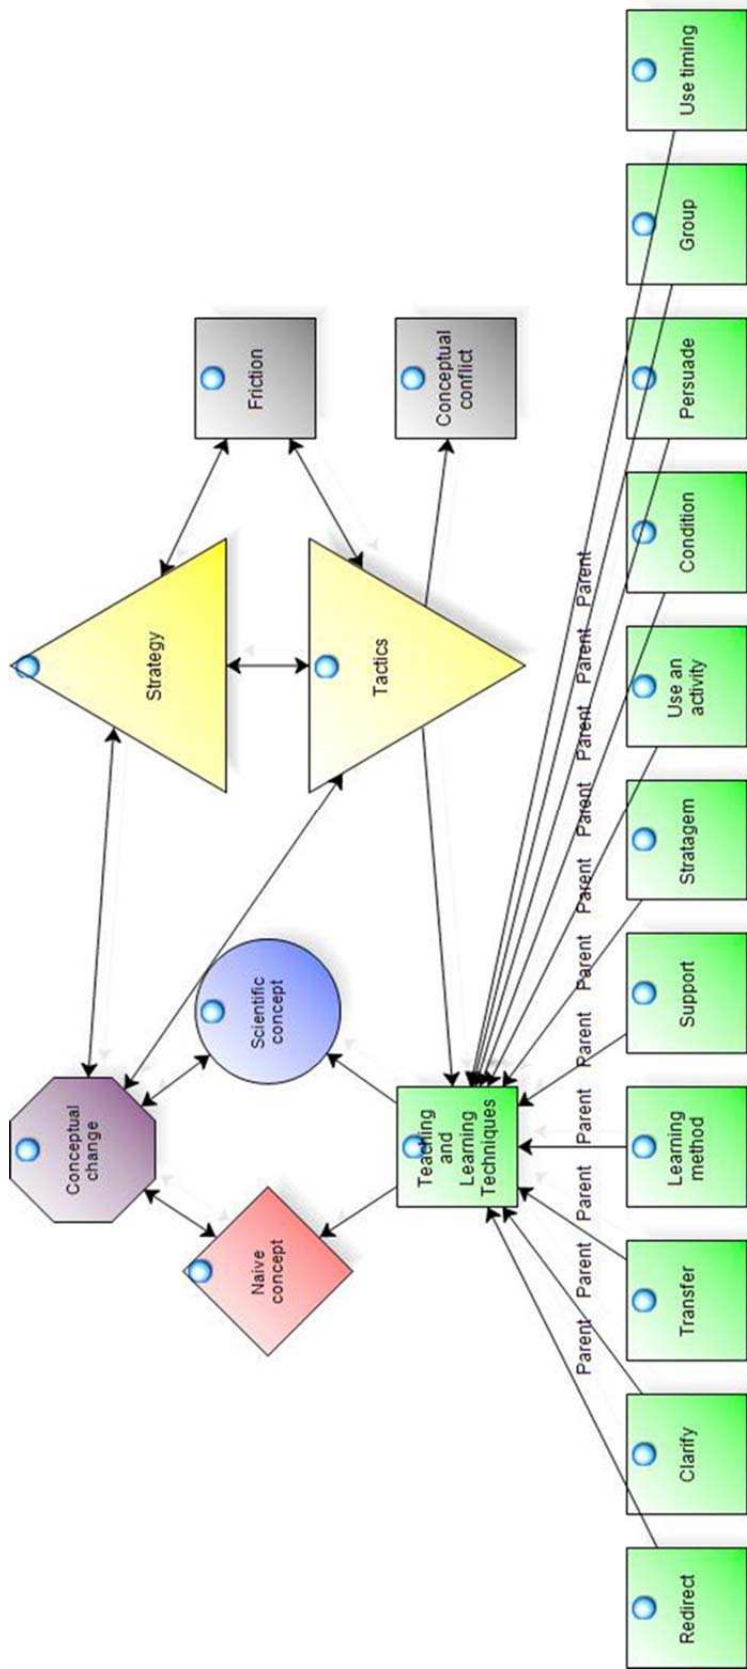 Conceptual
change
Strategy
Naive
concept
Scientific
concept
Friction
Tactics
Teaching
and
Learning
Techniques
Conceptual
conflict
Parent
Parent
Parent
Parent
Parent
Parent
Parent
Parent
Parent
Parent
Parent
Redirect
Clarify
Transfer
Learning
method
Support
Stratagem
Use an
activity
Condition
Persuade
Group
Use timing